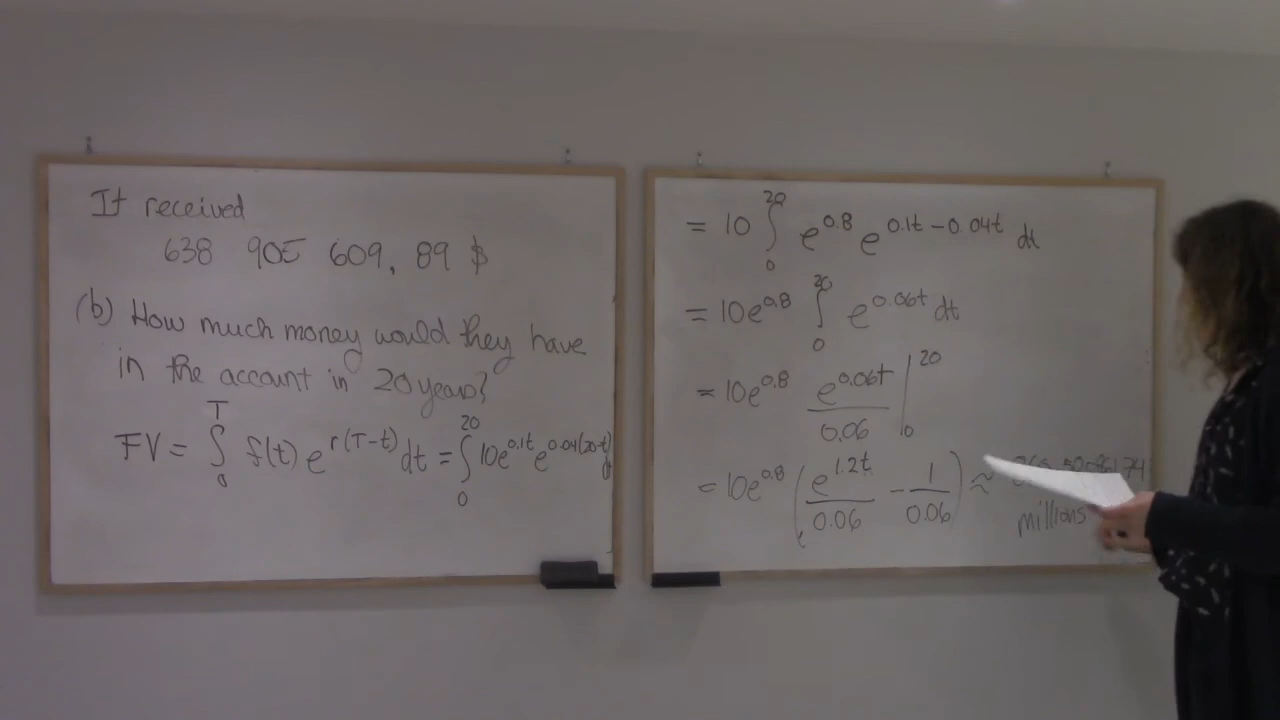 It received
638 905 609, 89 $
(b) How much money would they have
in the account in 20 years?
FV = ∫₀ᵀ f(t) e^{r(T-t)} dt = ∫₀²⁰ 10e^{0.1t} e^{0.04(20-t)} dt
= 10 ∫₀²⁰ e^{0.8} e^{0.1t - 0.04t} dt
= 10e^{0.8} ∫₀²⁰ e^{0.06t} dt
= 10e^{0.8} e^{0.06t}/0.06 |₀²⁰
= 10e^{0.8} (e^{1.2t}/0.06 - 1/0.06) ≈
millions